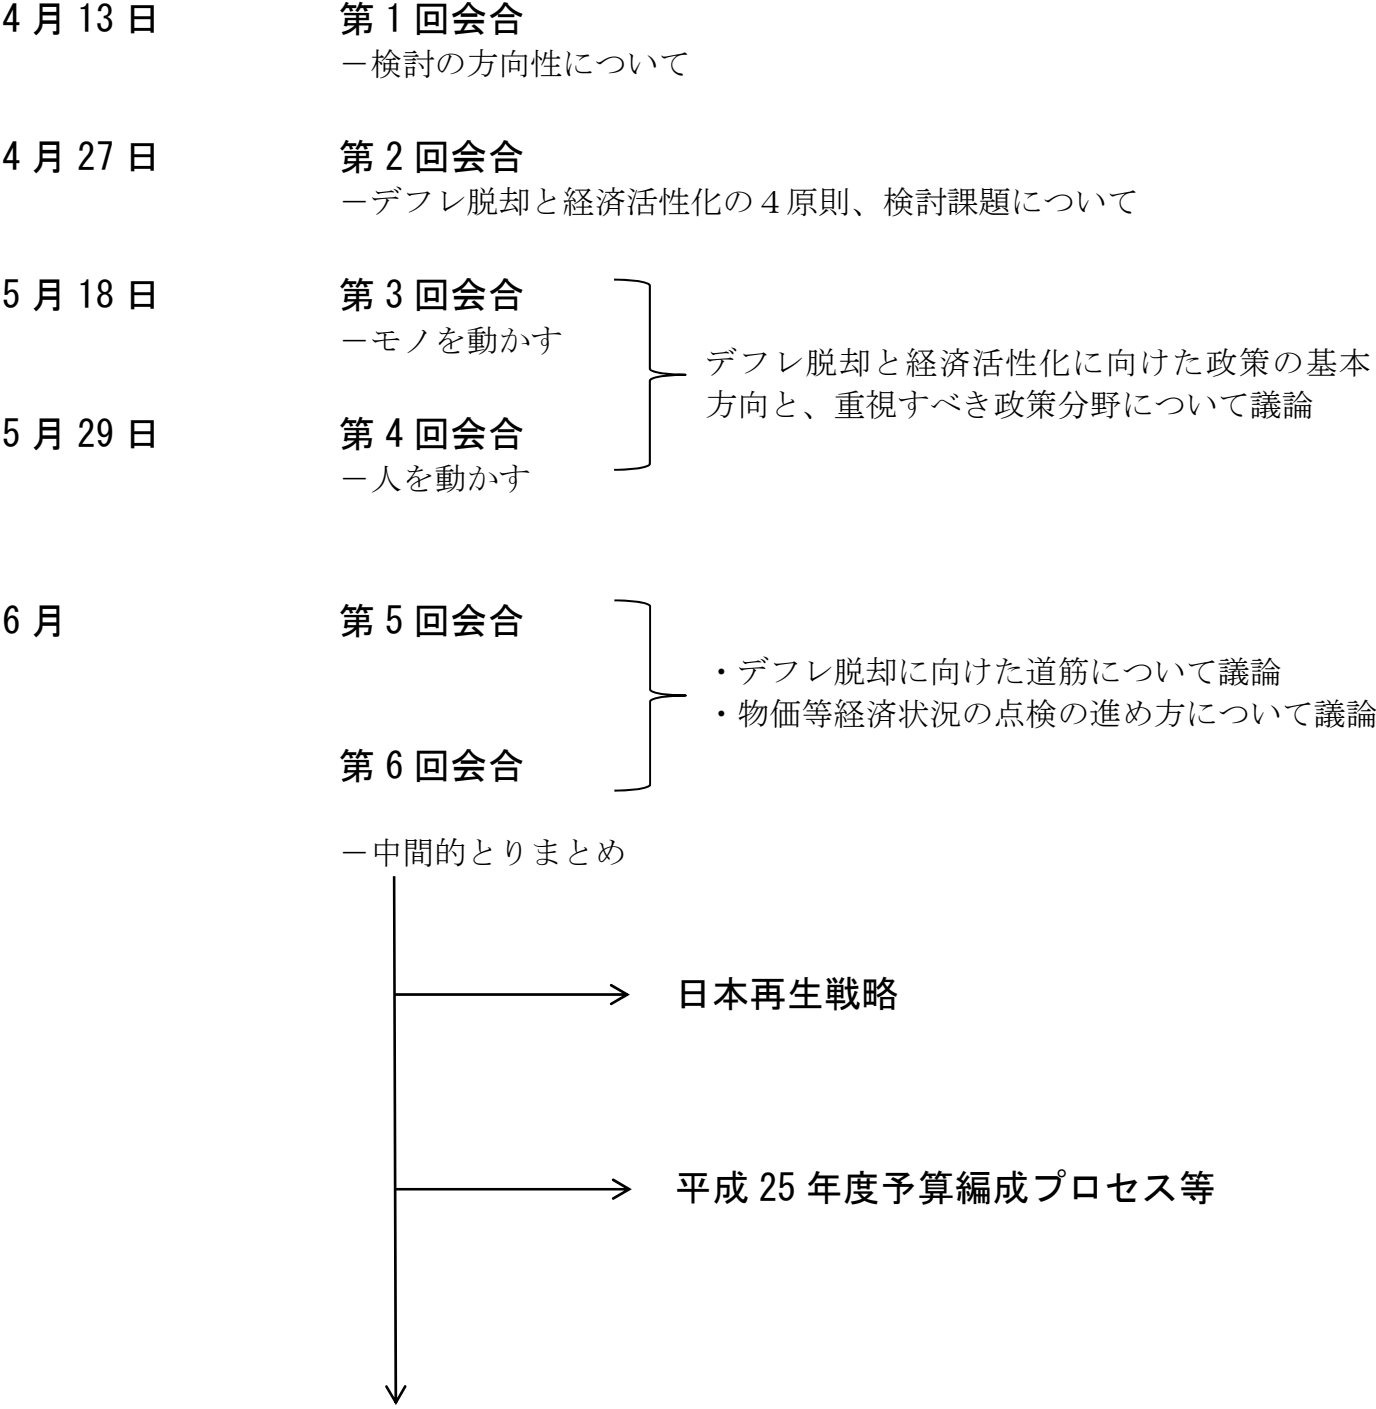 4 月 13 日 第 1 回会合
－検討の方向性について
4 月 27 日 第 2 回会合
－デフレ脱却と経済活性化の４原則、検討課題について
5 月 18 日 第 3 回会合
－モノを動かす
デフレ脱却と経済活性化に向けた政策の基本
方向と、重視すべき政策分野について議論
5 月 29 日 第 4 回会合
－人を動かす
6 月 第 5 回会合
・デフレ脱却に向けた道筋について議論
・物価等経済状況の点検の進め方について議論
第 6 回会合
－中間的とりまとめ
日本再生戦略
平成 25 年度予算編成プロセス等